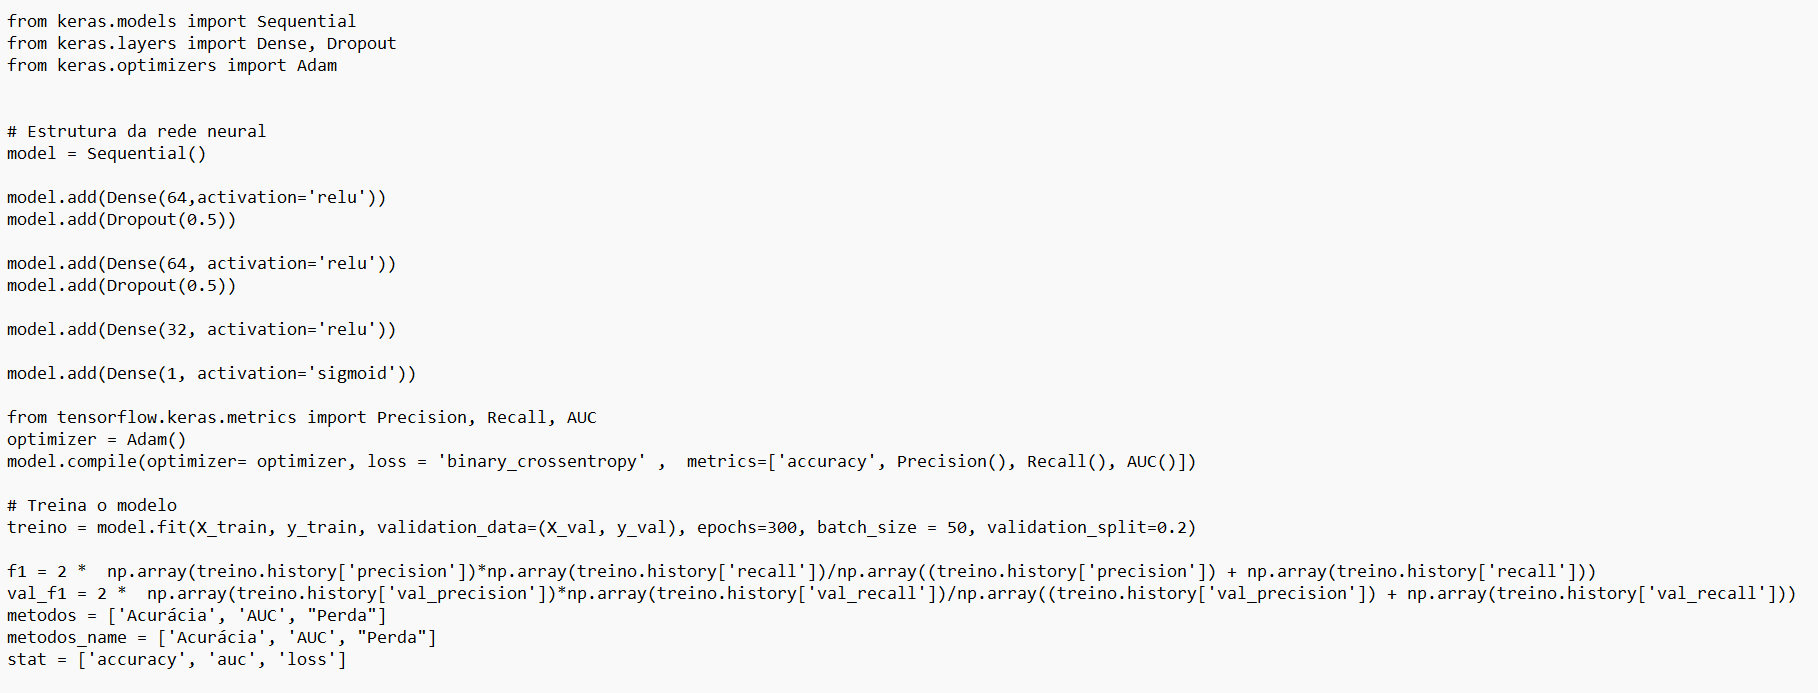 from keras.models import Sequential
from keras.layers import Dense, Dropout
from keras.optimizers import Adam
# Estrutura da rede neural
model = Sequential()
model.add(Dense(64,activation='relu'))
model.add(Dropout(0.5))
model.add(Dense(64, activation='relu'))
model.add(Dropout(0.5))
model.add(Dense(32, activation='relu'))
model.add(Dense(1, activation='sigmoid'))
from tensorflow.keras.metrics import Precision, Recall, AUC
optimizer = Adam()
model.compile(optimizer= optimizer, loss = 'binary_crossentropy' ,  metrics=['accuracy', Precision(), Recall(), AUC()])
# Treina o modelo
treino = model.fit(X_train, y_train, validation_data=(X_val, y_val), epochs=300, batch_size = 50, validation_split=0.2)
f1 = 2 *  np.array(treino.history['precision'])*np.array(treino.history['recall'])/np.array((treino.history['precision']) + np.array(treino.history['recall']))
val_f1 = 2 *  np.array(treino.history['val_precision'])*np.array(treino.history['val_recall'])/np.array((treino.history['val_precision']) + np.array(treino.history['val_recall']))
metodos = ['Acurácia', 'AUC', "Perda"]
metodos_name = ['Acurácia', 'AUC', "Perda"]
stat = ['accuracy', 'auc', 'loss']